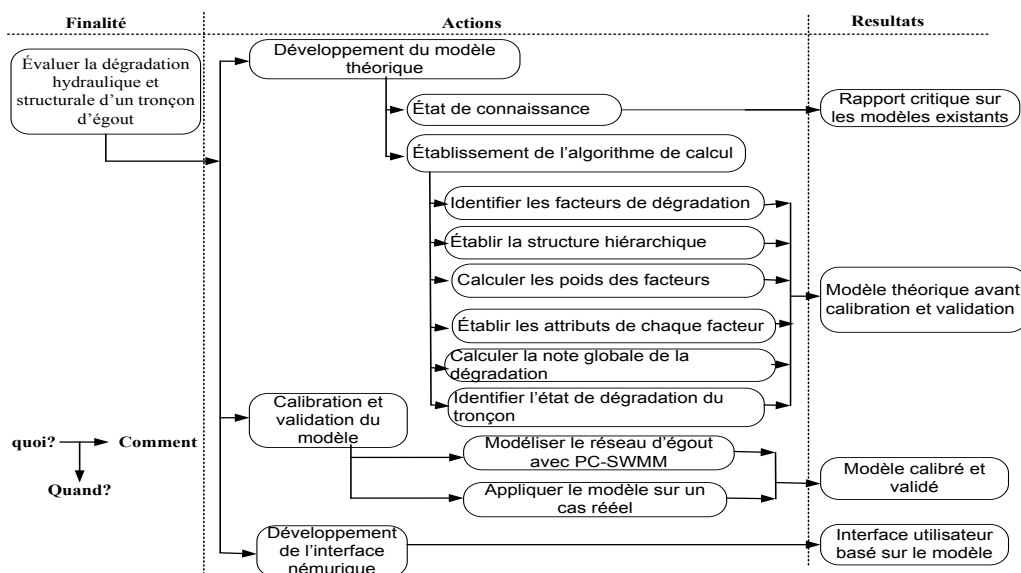 Finalité
Actions
Resultats
Évaluer la dégradation
hydraulique et
structurale d'un tronçon
d'égout
Développement du modèle
théorique
État de connaissance
Rapport critique sur
les modèles existants
Établissement de l'algorithme de calcul
Identifier les facteurs de dégradation
Établir la structure hiérarchique
Calculer les poids des facteurs
Établir les attributs de chaque facteur
Calculer la note globale de la
dégradation
Identifier l'état de dégradation du
tronçon
Modèle théorique avant
calibration et validation
Calibration et
validation du
modèle
quoi?
Comment
Quand?
Modéliser le réseau d'égout
avec PC-SWMM
Appliquer le modèle sur un
cas rééel
Modèle calibré et
validé
Développement
de l'interface
némurique
Interface utilisateur
basé sur le modèle